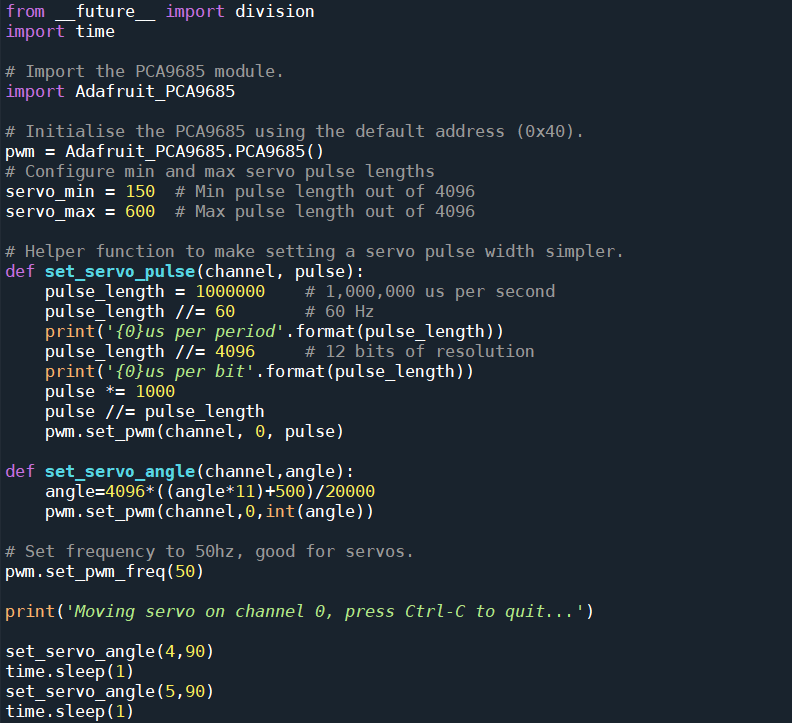 from __future__ import division
import time

# Import the PCA9685 module.
import Adafruit_PCA9685

# Initialise the PCA9685 using the default address (0x40).
pwm = Adafruit_PCA9685.PCA9685()
# Configure min and max servo pulse lengths
servo_min = 150  # Min pulse length out of 4096
servo_max = 600  # Max pulse length out of 4096

# Helper function to make setting a servo pulse width simpler.
def set_servo_pulse(channel, pulse):
    pulse_length = 1000000    # 1,000,000 us per second
    pulse_length //= 60       # 60 Hz
    print('{0}us per period'.format(pulse_length))
    pulse_length //= 4096     # 12 bits of resolution
    print('{0}us per bit'.format(pulse_length))
    pulse *= 1000
    pulse //= pulse_length
    pwm.set_pwm(channel, 0, pulse)

def set_servo_angle(channel,angle):
    angle=4096*((angle*11)+500)/20000
    pwm.set_pwm(channel,0,int(angle))

# Set frequency to 50hz, good for servos.
pwm.set_pwm_freq(50)

print('Moving servo on channel 0, press Ctrl-C to quit...')

set_servo_angle(4,90)
time.sleep(1)
set_servo_angle(5,90)
time.sleep(1)